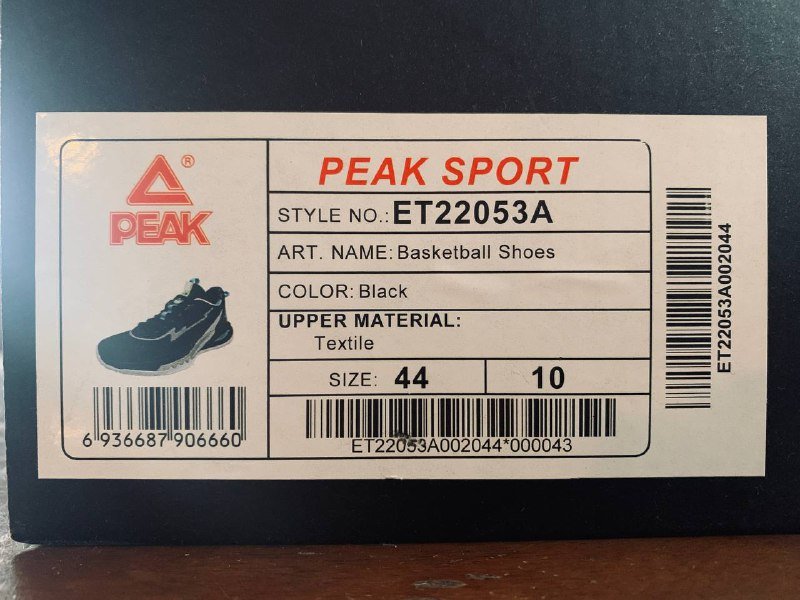 PEAK®
6 936687 906660
PEAK SPORT
STYLE NO.: ET22053A
ART. NAME: Basketball Shoes
COLOR: Black
UPPER MATERIAL:
Textile
SIZE: 44 10
ET22053A002044*000043
ET22053A002044